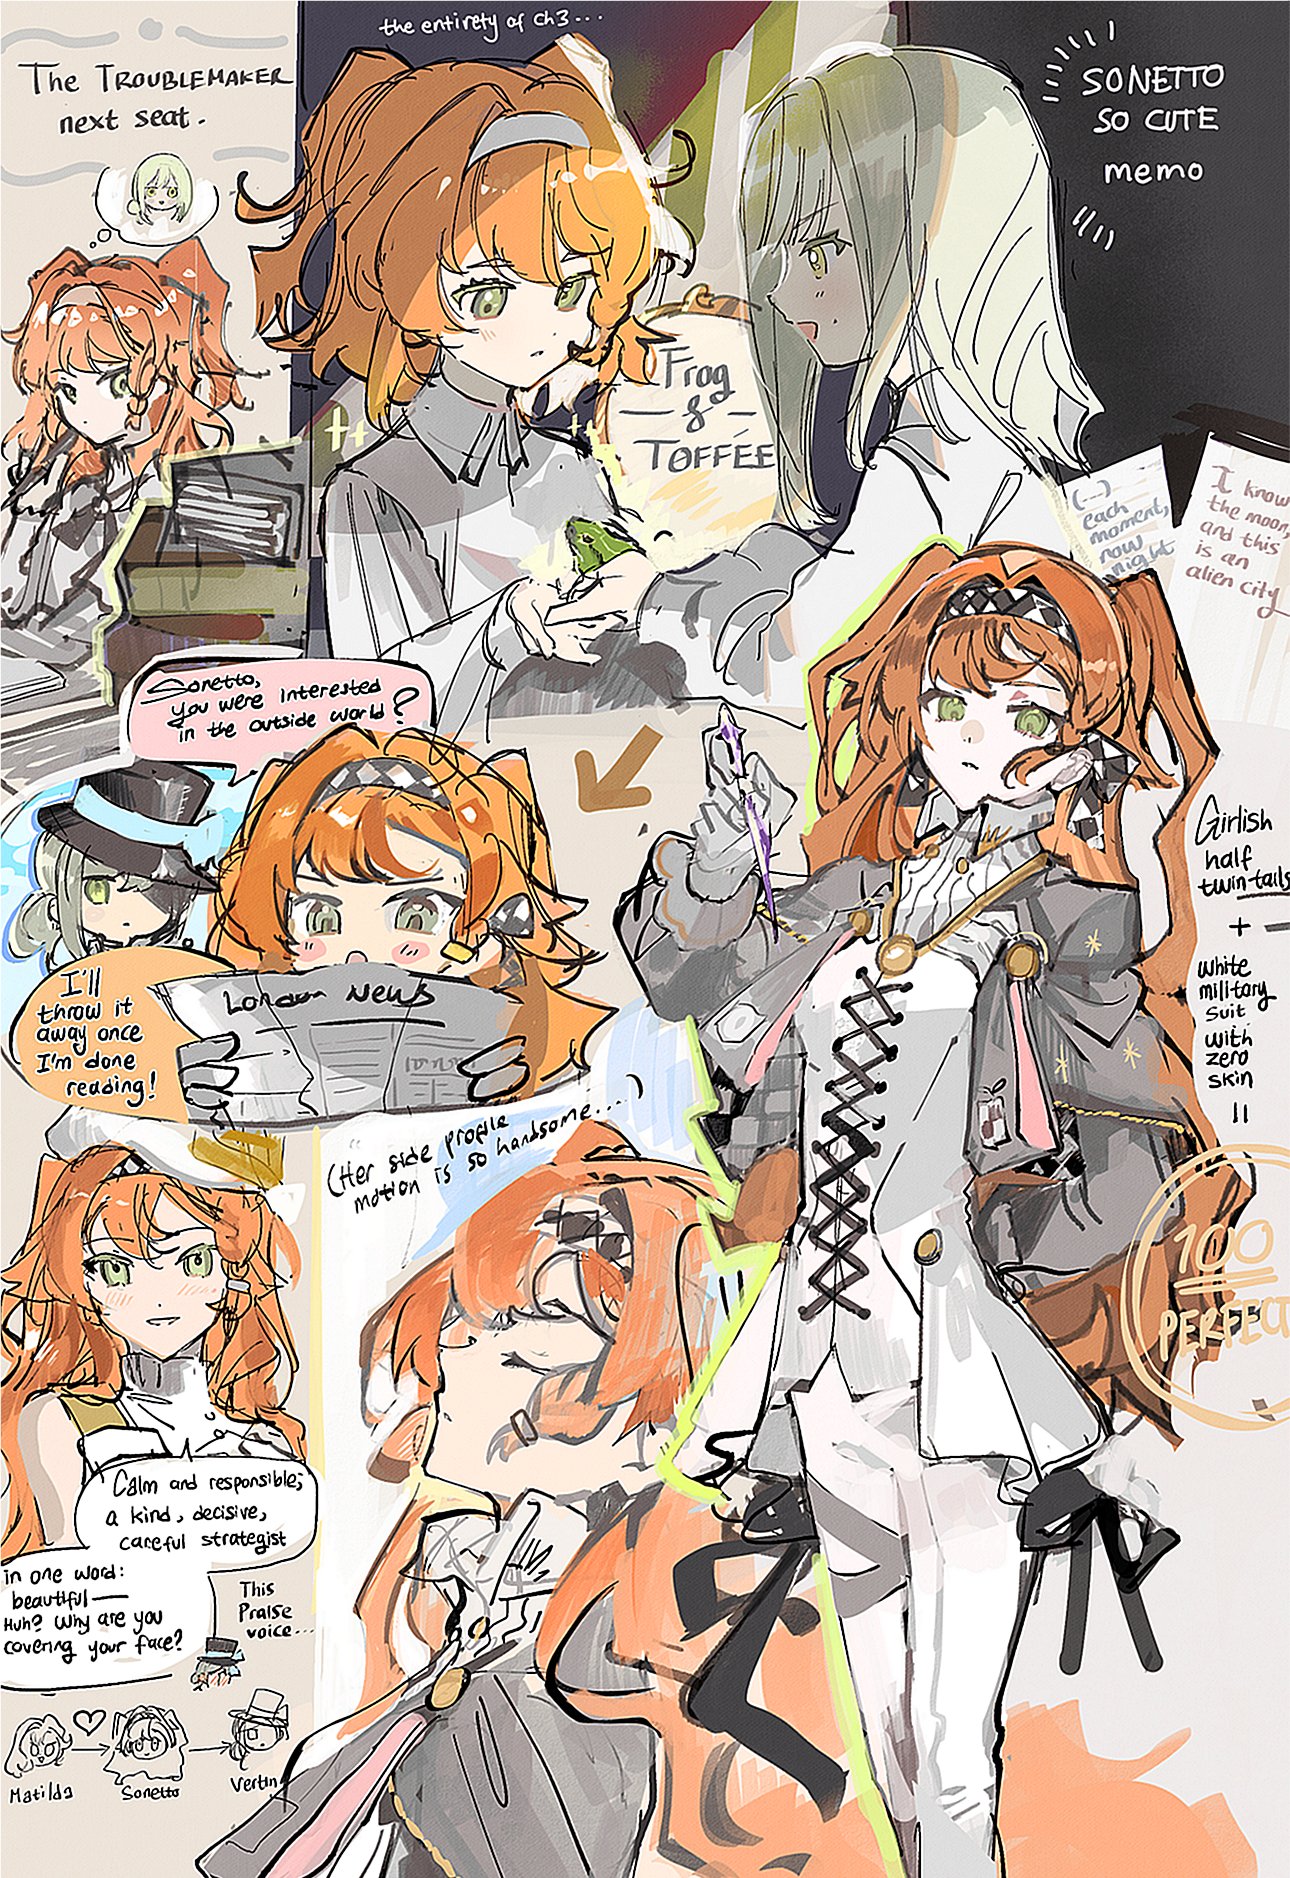 the entirety of ch3...
The TROUBLEMAKER
next seat.
SONETTO
SO CUTE
memo
Frog
&
TOFFÉE
(...)
each
moment,
now
night
I know
the moon,
and this
is an
alien city
Sonetto,
you were interested
in the outside world?
LONDON NEWS
I'll
throw it
away once
I'm done
reading!
Girlish
half
twin-tails
+
white
military
suit
with
zero
skin
=
100
PERFECT
(Her side profile
motion is so handsome....)
Calm and responsible;
a kind, decisive,
careful strategist
in one word:
beautiful—
Huh? Why are you
covering your face?
This
Praise
voice...
Matilda
Sonetto
Vertin